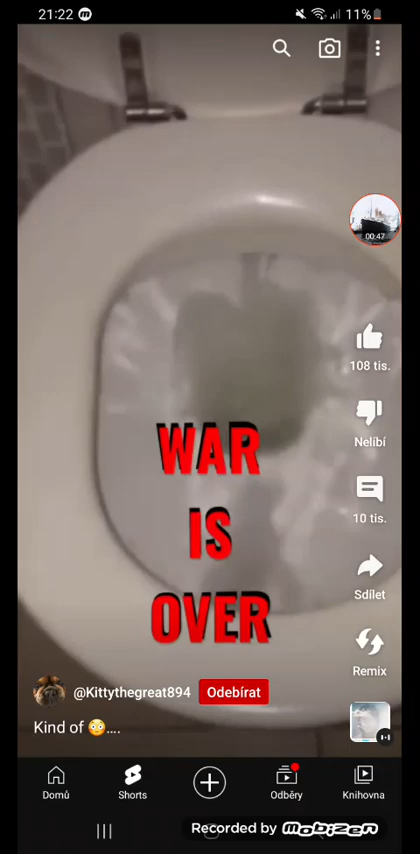 21:22
11%
00:47
108 tis.
Nelíbí
WAR
IS
OVER
10 tis.
Sdílet
Remix
@Kittythegreat894 Odebírat
Kind of 😳....
Domů Shorts Odběry Knihovna
Recorded by mobizen